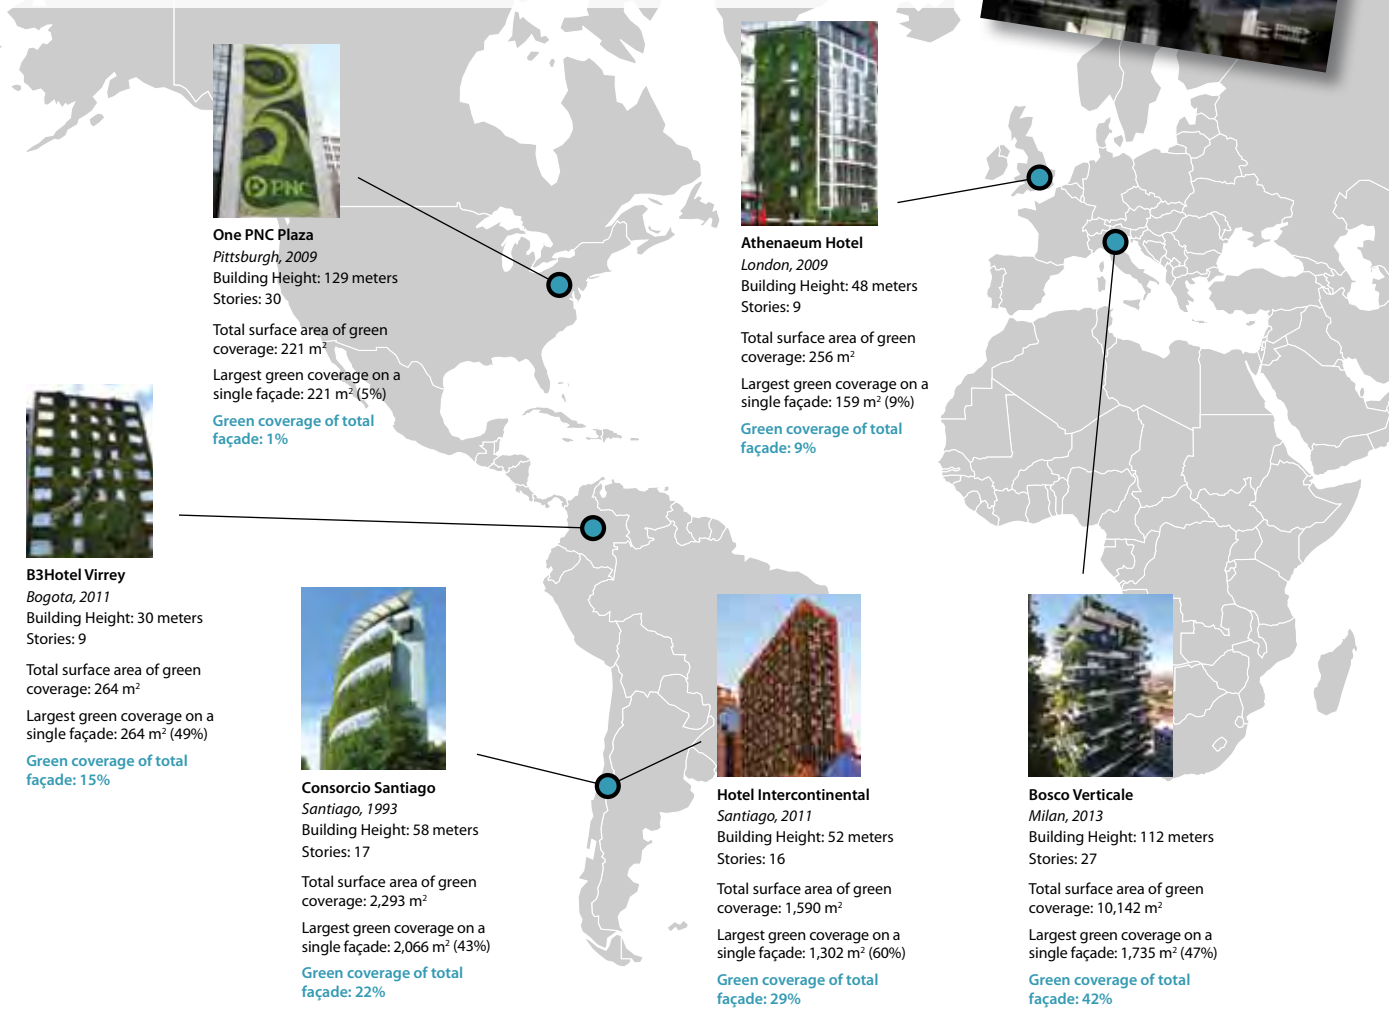 PNC
One PNC Plaza
Pittsburgh, 2009
Building Height: 129 meters
Stories: 30
Total surface area of green
coverage: 221 m²
Largest green coverage on a
single façade: 221 m² (5%)
Green coverage of total
façade: 1%
Athenaeum Hotel
London, 2009
Building Height: 48 meters
Stories: 9
Total surface area of green
coverage: 256 m²
Largest green coverage on a
single façade: 159 m² (9%)
Green coverage of total
façade: 9%
B3Hotel Virrey
Bogota, 2011
Building Height: 30 meters
Stories: 9
Total surface area of green
coverage: 264 m²
Largest green coverage on a
single façade: 264 m² (49%)
Green coverage of total
façade: 15%
Consorcio Santiago
Santiago, 1993
Building Height: 58 meters
Stories: 17
Total surface area of green
coverage: 2,293 m²
Largest green coverage on a
single façade: 2,066 m² (43%)
Green coverage of total
façade: 22%
Hotel Intercontinental
Santiago, 2011
Building Height: 52 meters
Stories: 16
Total surface area of green
coverage: 1,590 m²
Largest green coverage on a
single façade: 1,302 m² (60%)
Green coverage of total
façade: 29%
Bosco Verticale
Milan, 2013
Building Height: 112 meters
Stories: 27
Total surface area of green
coverage: 10,142 m²
Largest green coverage on a
single façade: 1,735 m² (47%)
Green coverage of total
façade: 42%